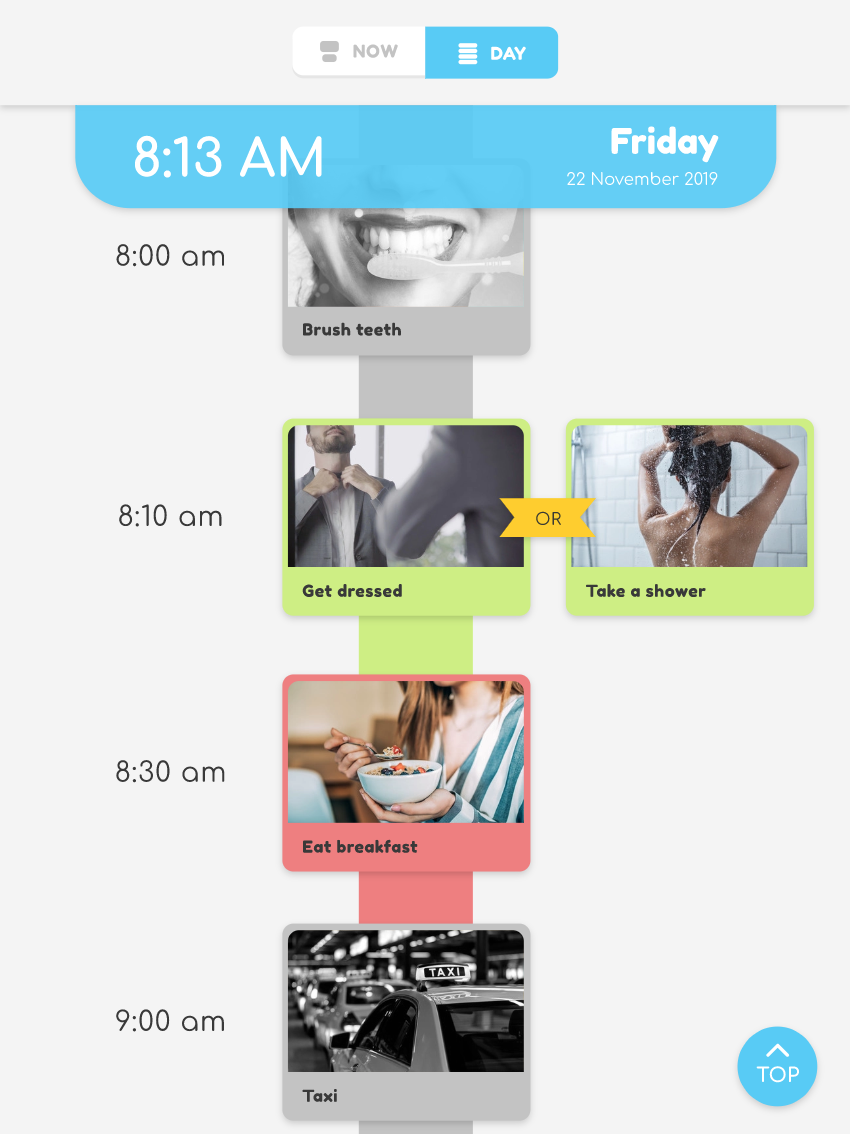 NOW
DAY
8:13 AM
Friday
22 November 2019
8:00 am
Brush teeth
8:10 am
OR
Get dressed
Take a shower
8:30 am
Eat breakfast
9:00 am
TAXI
Taxi
TOP